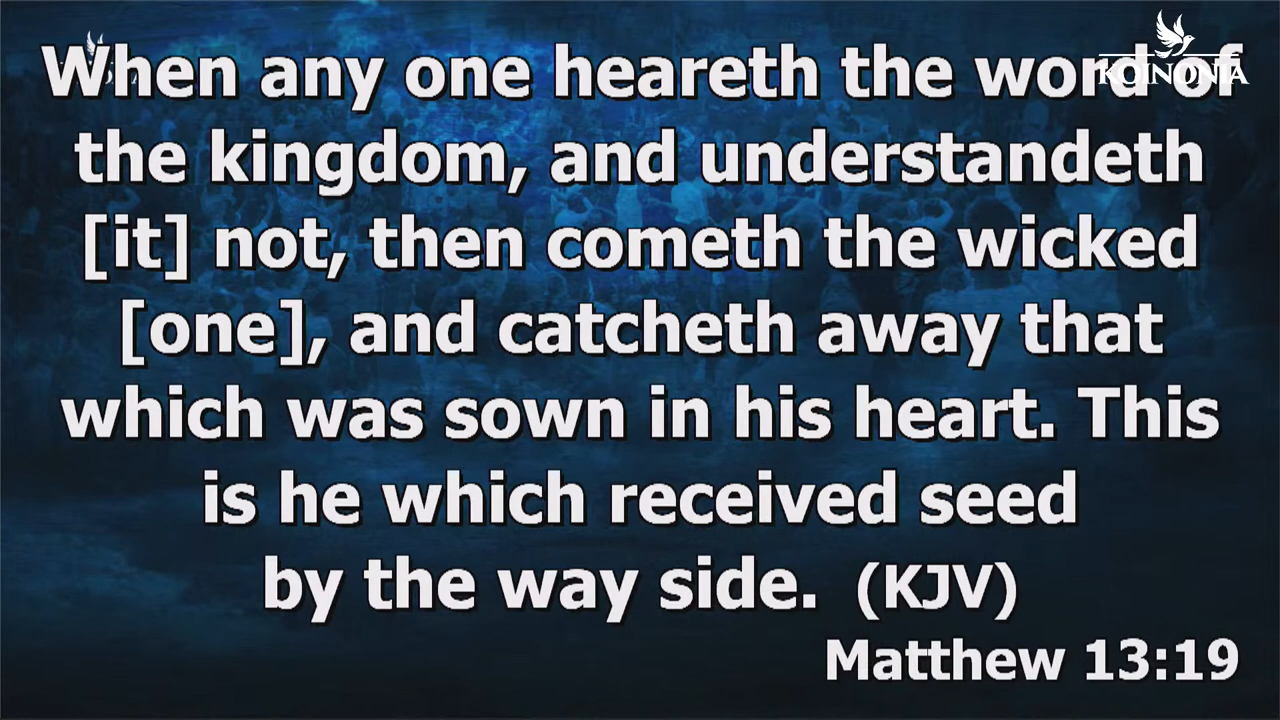 When any one heareth the word of
the kingdom, and understandeth
[it] not, then cometh the wicked
[one], and catcheth away that
which was sown in his heart. This
is he which received seed
by the way side. (KJV)
Matthew 13:19
KOINONIA